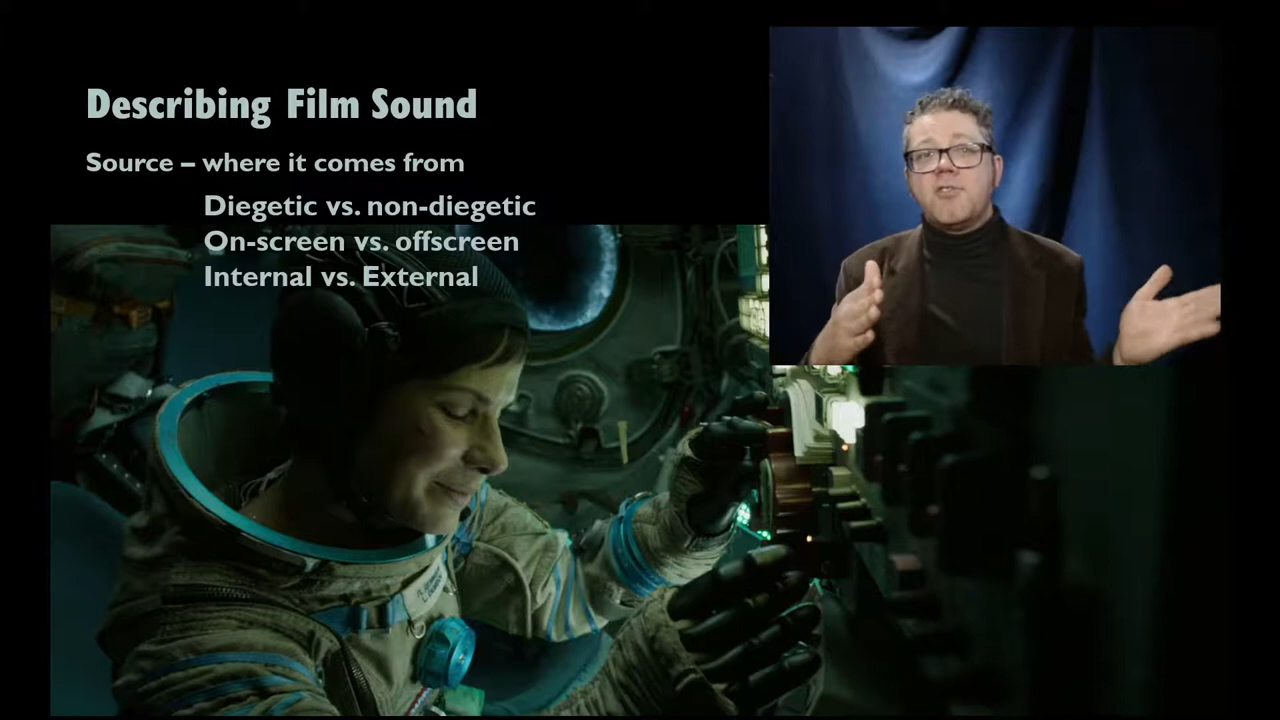 Describing Film Sound
Source – where it comes from
Diegetic vs. non-diegetic
On-screen vs. offscreen
Internal vs. External